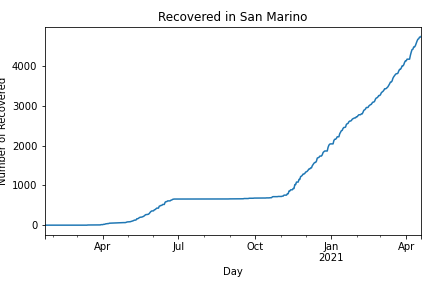 Recovered in San Marino
Number of Recovered
4000
3000
2000
1000
0
Apr
Jul
Oct
Jan
2021
Apr
Day